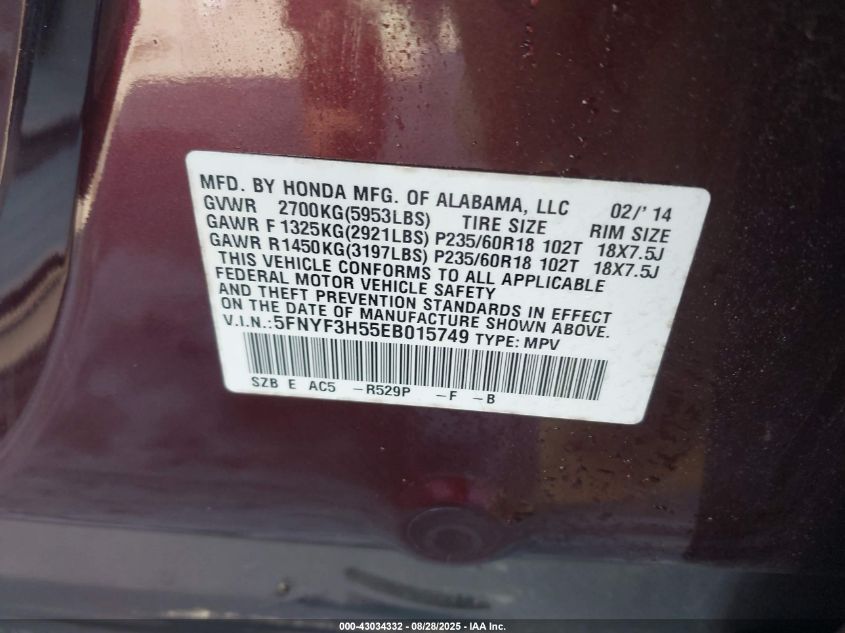 MFD. BY HONDA MFG. OF ALABAMA, LLC 02/' 14
GVWR 2700KG(5953LBS) TIRE SIZE RIM SIZE
GAWR F 1325KG(2921LBS) P235/60R18 102T 18X7.5J
GAWR R1450KG(3197LBS) P235/60R18 102T 18X7.5J
THIS VEHICLE CONFORMS TO ALL APPLICABLE
FEDERAL MOTOR VEHICLE SAFETY
AND THEFT PREVENTION STANDARDS IN EFFECT
ON THE DATE OF MANUFACTURE SHOWN ABOVE.
V.I.N.:5FNYF3H55EB015749 TYPE: MPV
SZB E AC5 -R529P -F -B
000-43034332 - 08/28/2025 - IAA Inc.